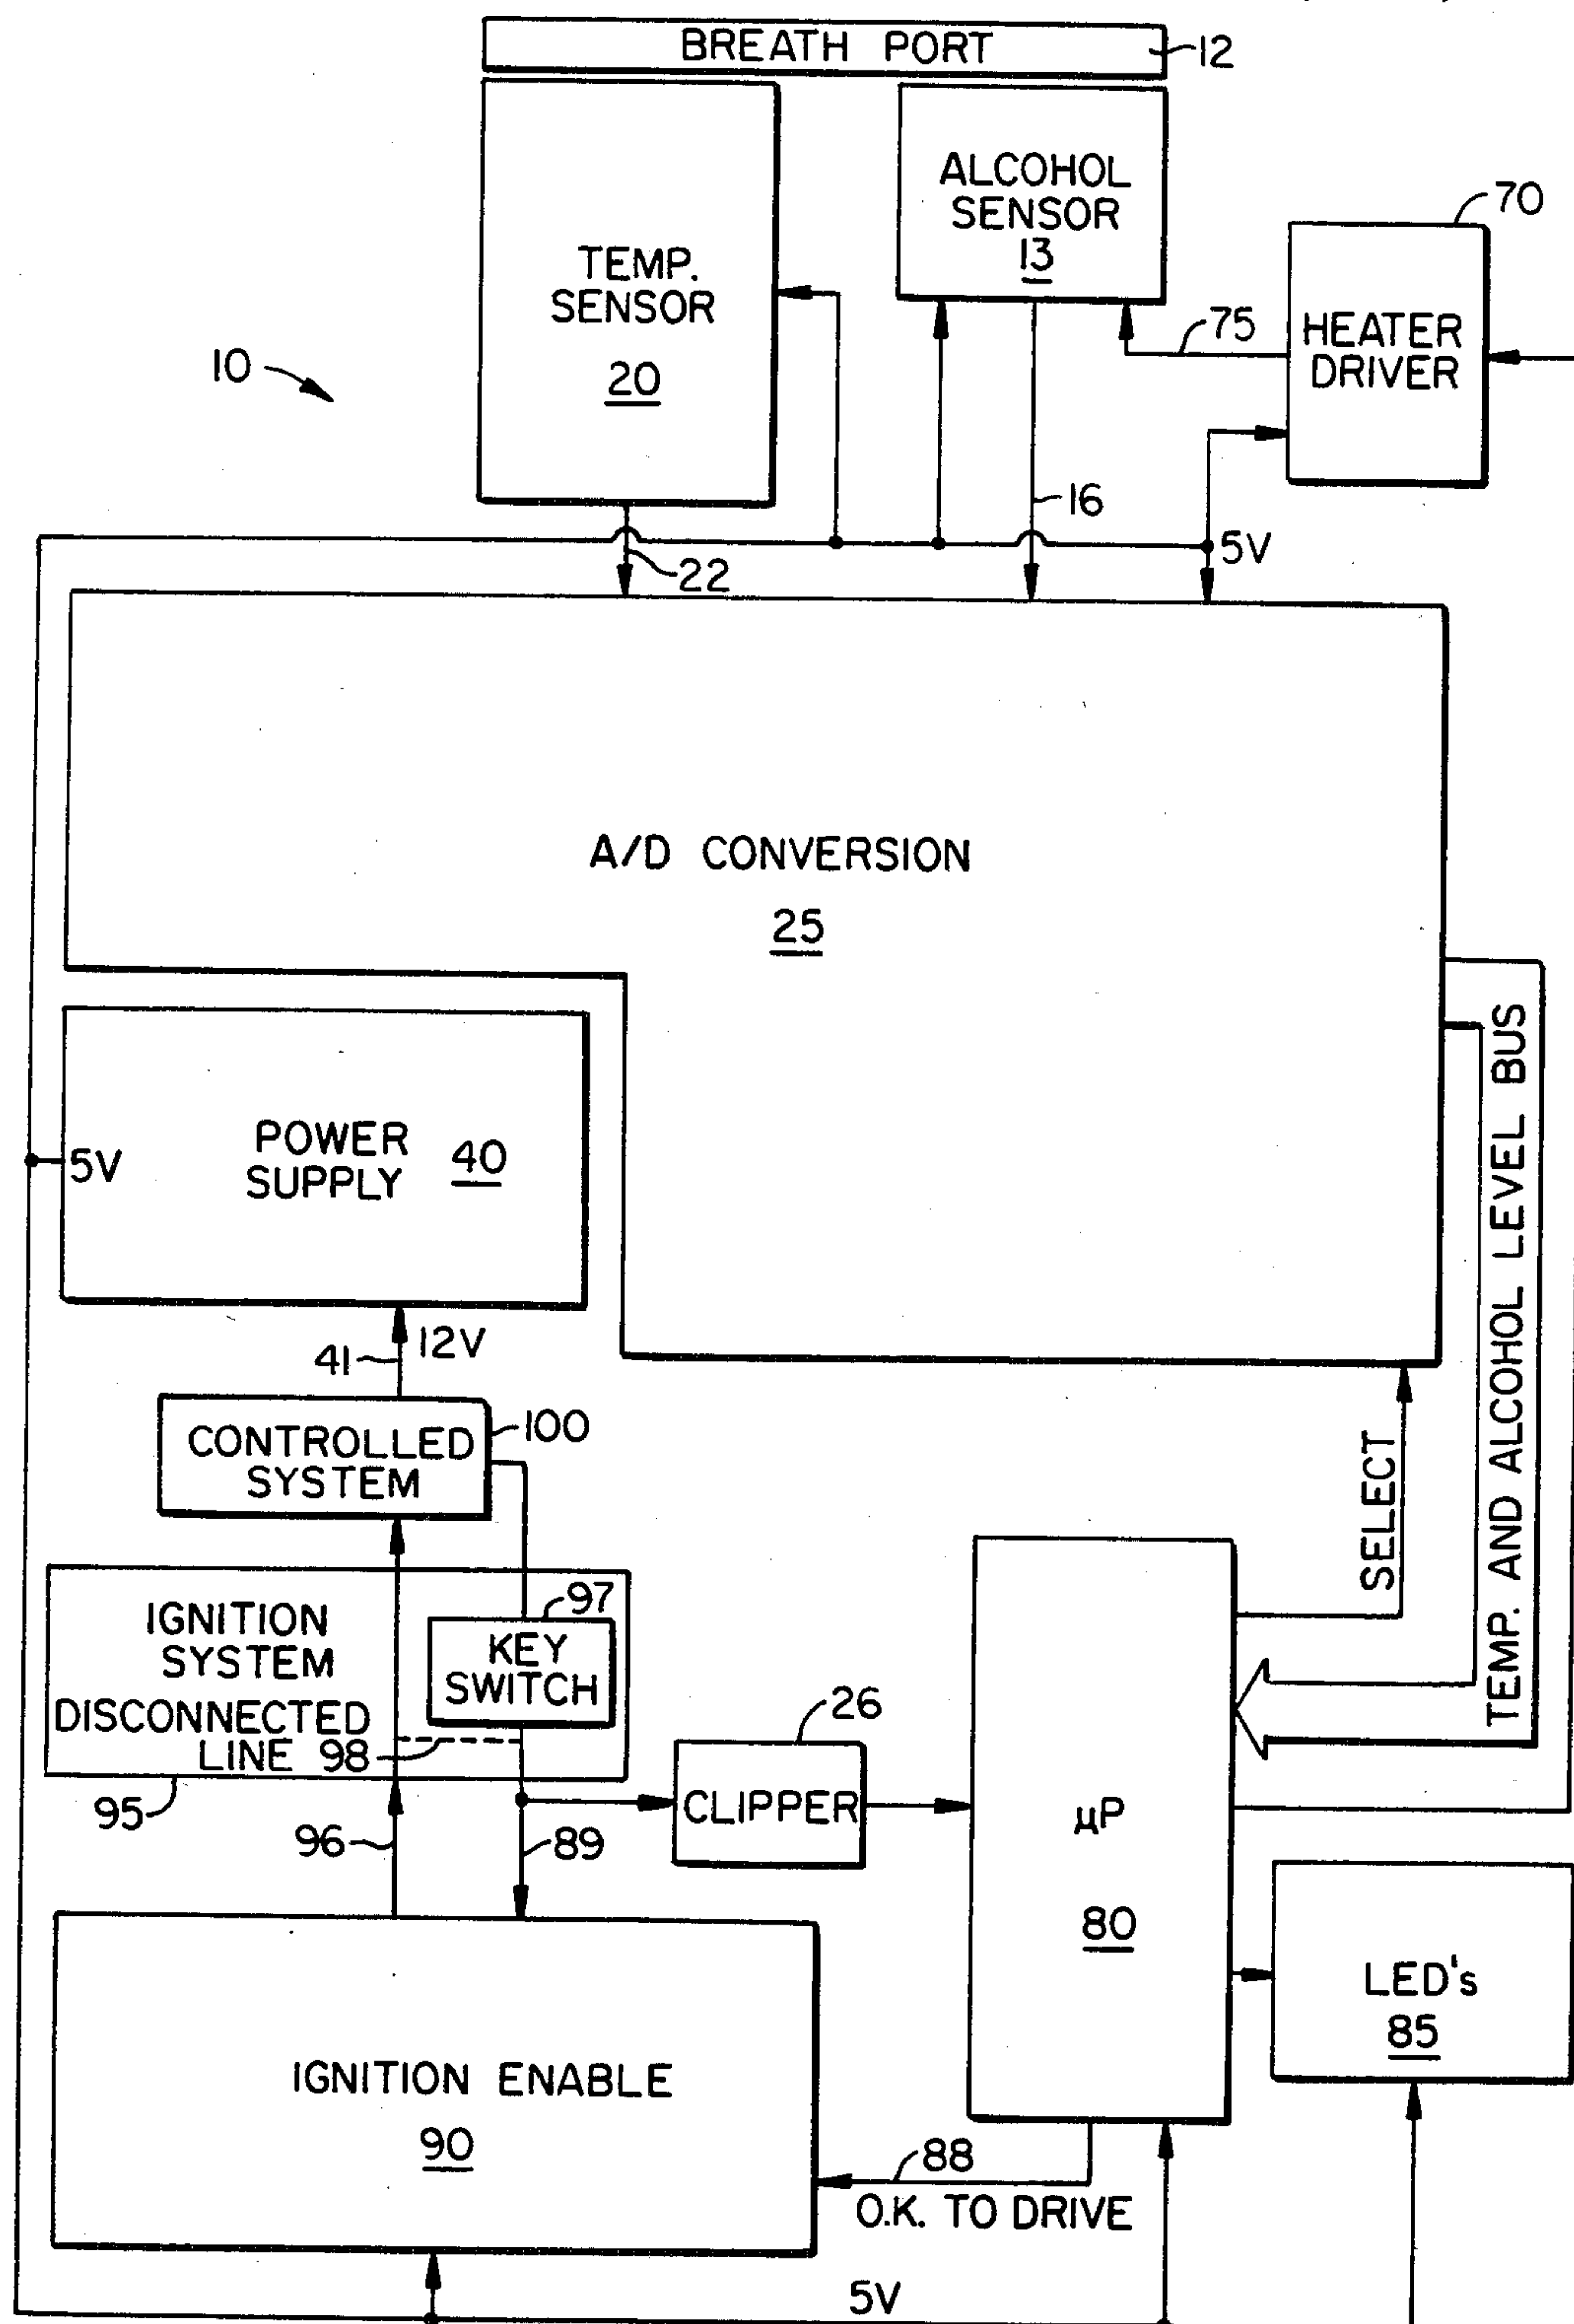 BREATH PORT
12
ALCOHOL
SENSOR
13
70
TEMP.
SENSOR
20
HEATER
DRIVER
75
10
16
22
5V
A/D CONVERSION
25
POWER
SUPPLY
40
5V
TEMP. AND ALCOHOL LEVEL BUS
41
12V
CONTROLLED
SYSTEM
100
SELECT
IGNITION
SYSTEM
97
KEY
SWITCH
DISCONNECTED
LINE 98
26
95
CLIPPER
µP
80
96
89
LED's
85
IGNITION ENABLE
90
88
O.K. TO DRIVE
5V